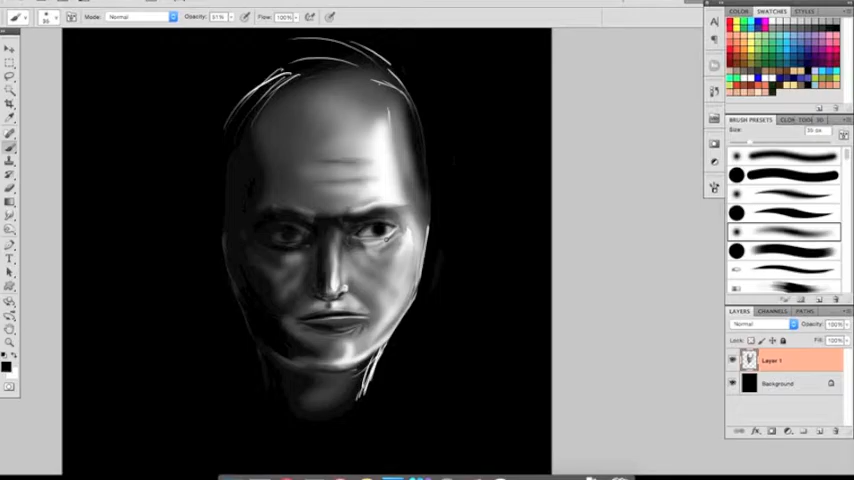 Mode: Normal Opacity: 51% Flow: 100%
COLOR SWATCHES STYLES
BRUSH PRESETS
Size:
LAYERS CHANNELS PATHS
Normal Opacity: 100%
Lock: Fill: 100%
Layer 1
Background